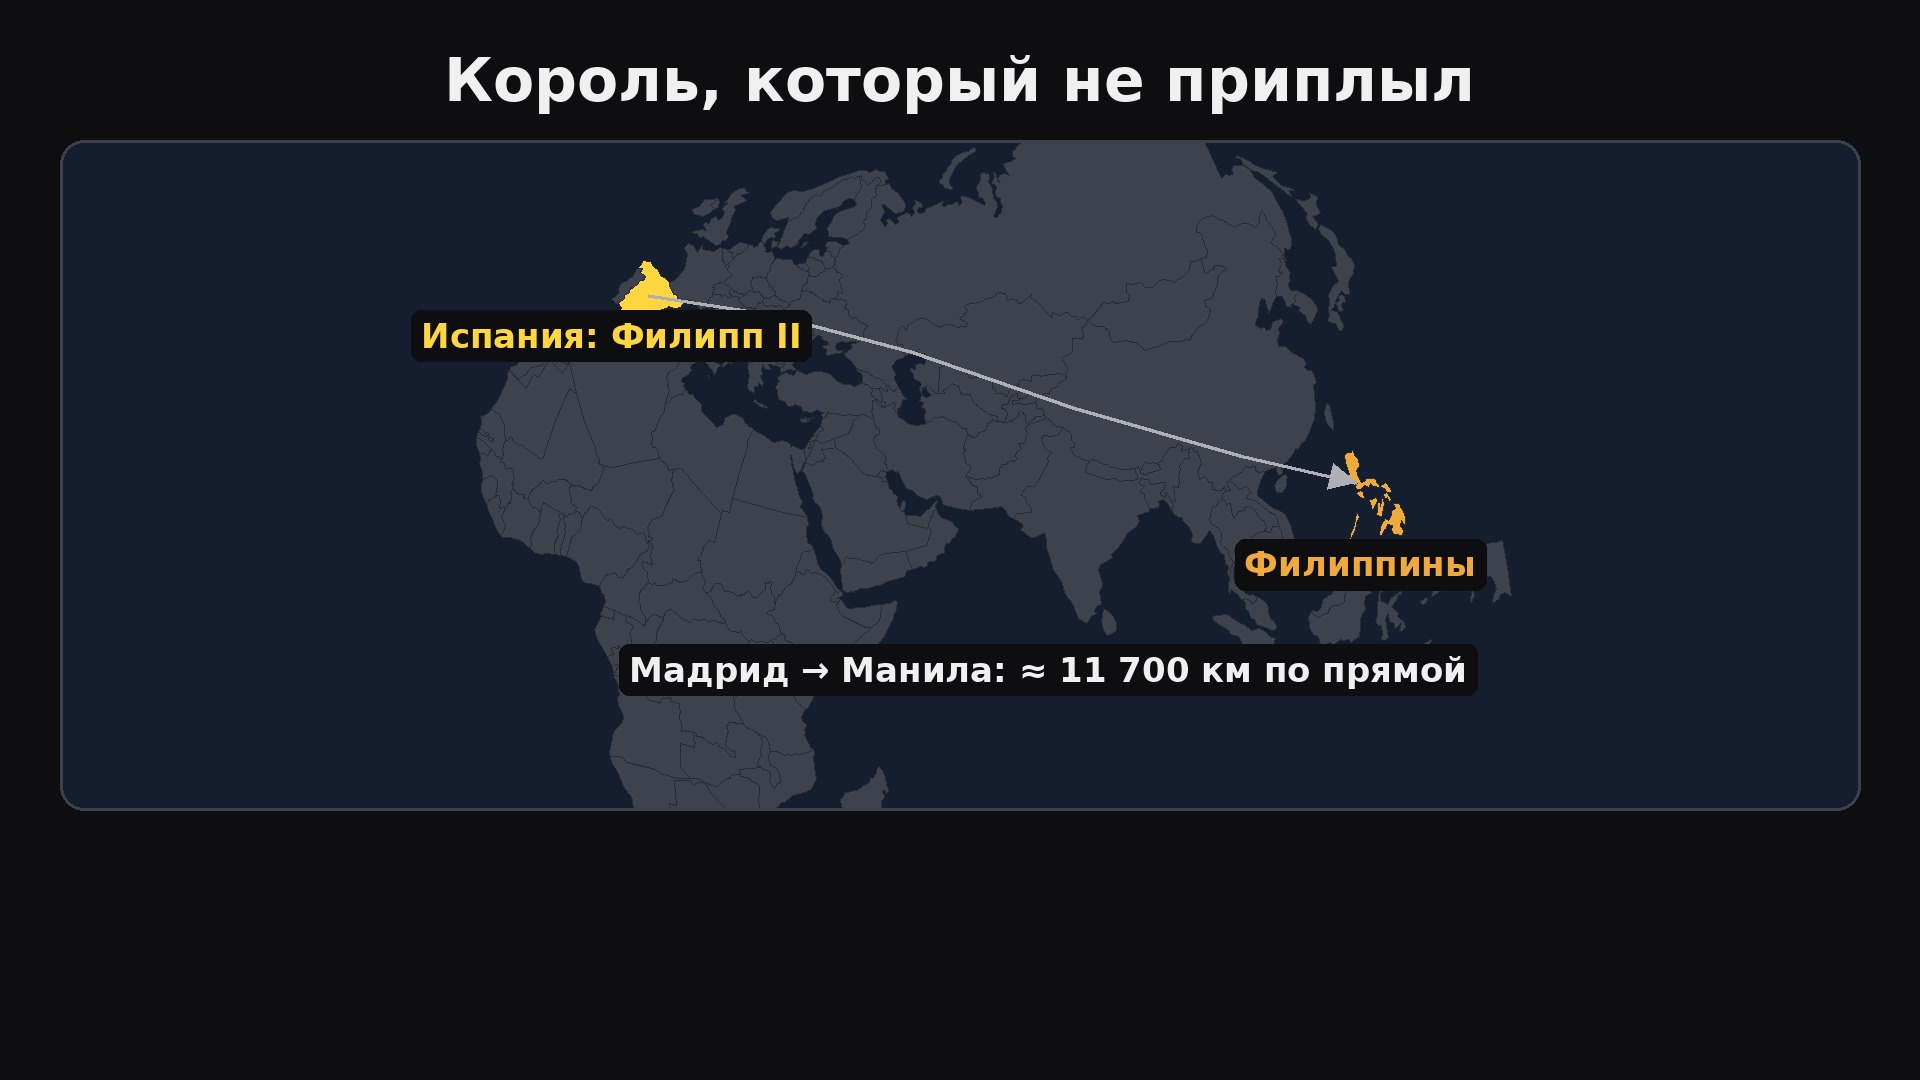 Король, который не приплыл
Испания: Филипп II
Филиппины
Мадрид → Манила: ≈ 11 700 км по прямой